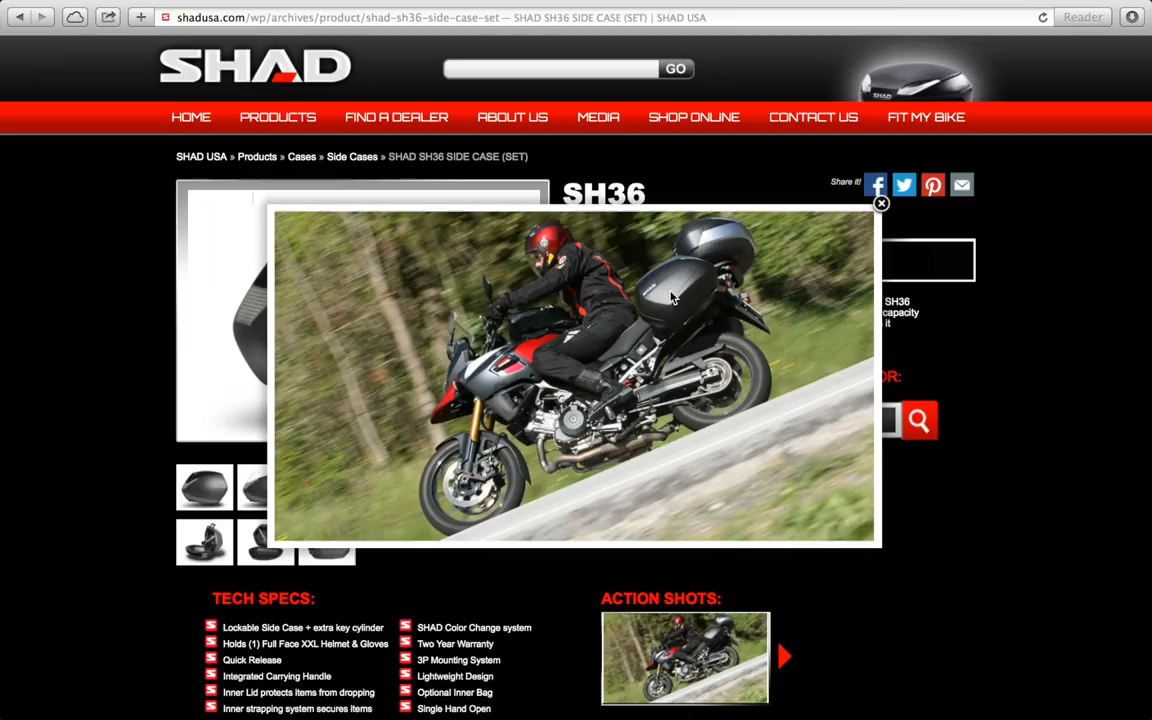 shadusa.com/wp/archives/product/shad-sh36-side-case-set — SHAD SH36 SIDE CASE (SET) | SHAD USA
Reader
SHAD
GO
SHAD
HOME PRODUCTS FIND A DEALER ABOUT US MEDIA SHOP ONLINE CONTACT US FIT MY BIKE
SHAD USA » Products » Cases » Side Cases » SHAD SH36 SIDE CASE (SET)
SH36
Share it!
SH36
capacity
it
OR:
TECH SPECS:
Lockable Side Case + extra key cylinder
Holds (1) Full Face XXL Helmet & Gloves
Quick Release
Integrated Carrying Handle
Inner Lid protects items from dropping
Inner strapping system secures items
SHAD Color Change system
Two Year Warranty
3P Mounting System
Lightweight Design
Optional Inner Bag
Single Hand Open
ACTION SHOTS: